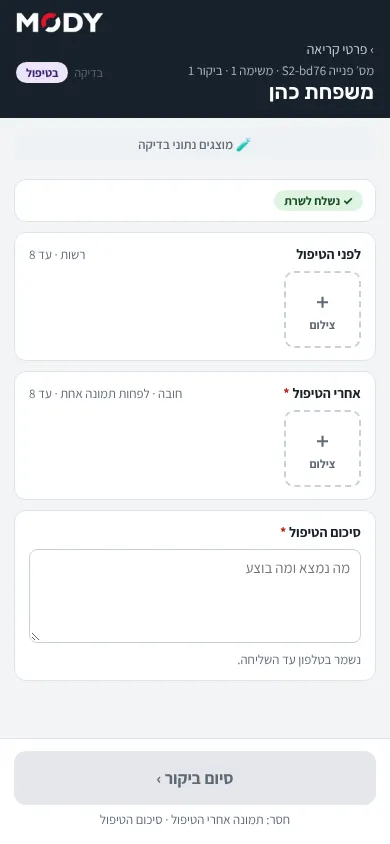 MODY
‹ פרטי קריאה
מס׳ פנייה S2-bd76 · משימה 1 · ביקור 1
בדיקה
בטיפול
משפחת כהן
🧪 מוצגים נתוני בדיקה
✓ נשלח לשרת
לפני הטיפול
רשות · עד 8
+
צילום
אחרי הטיפול *
חובה · לפחות תמונה אחת · עד 8
+
צילום
סיכום הטיפול *
מה נמצא ומה בוצע
נשמר בטלפון עד השליחה.
סיום ביקור ›
חסר: תמונה אחרי הטיפול · סיכום הטיפול